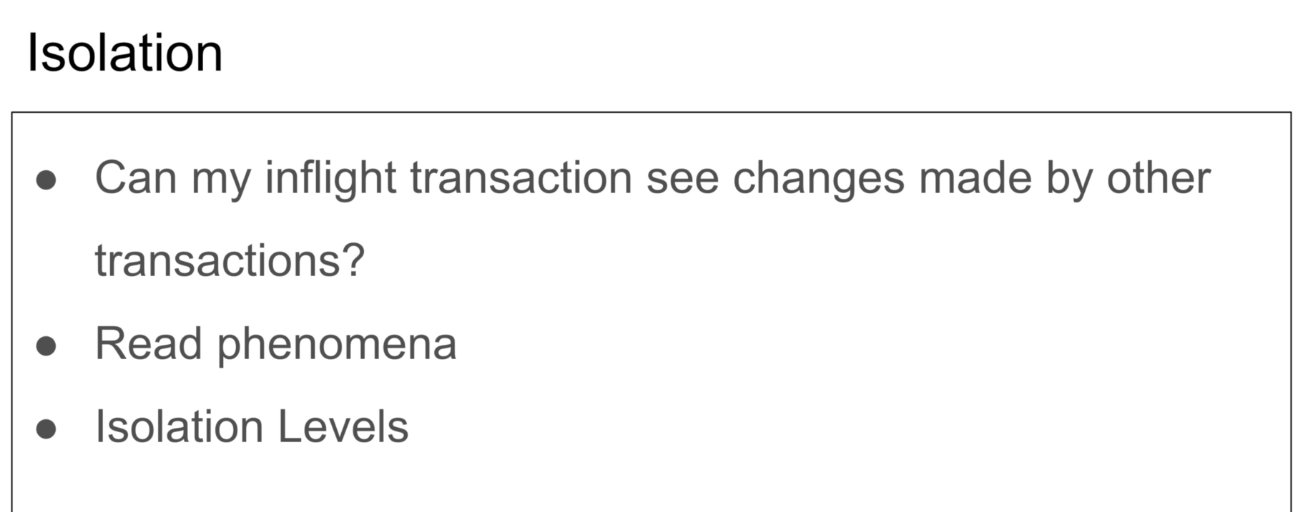 Isolation
● Can my inflight transaction see changes made by other
transactions?
● Read phenomena
● Isolation Levels